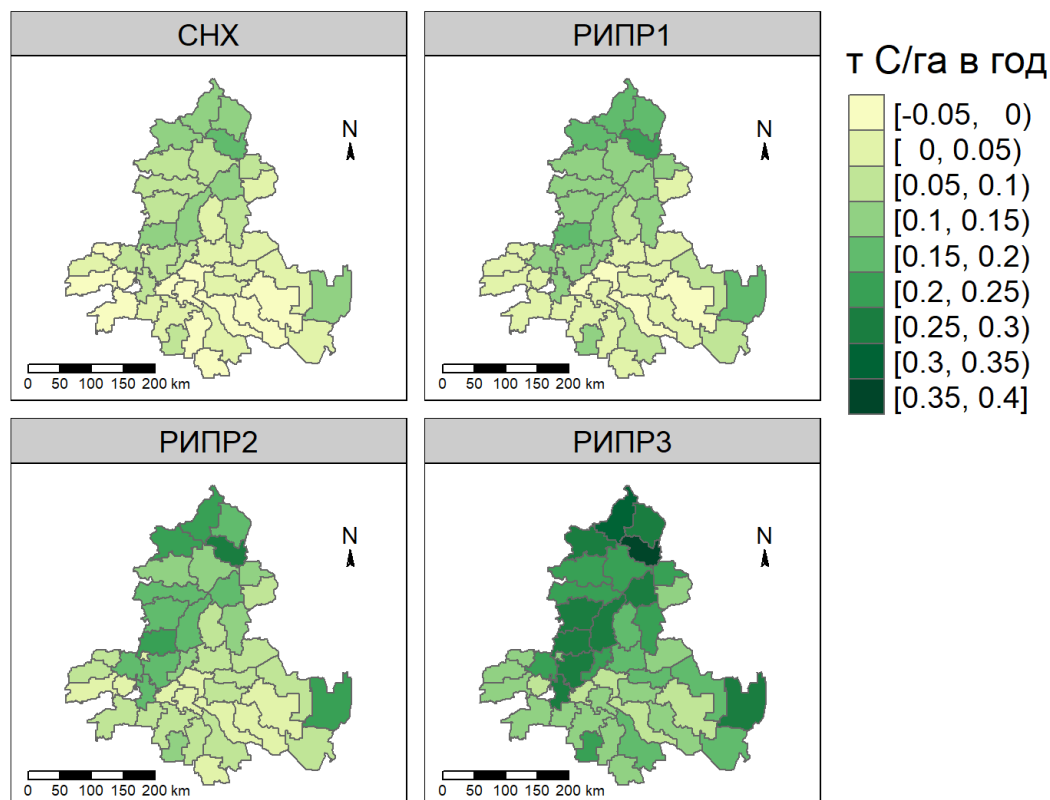 СНХ
N
0 50 100 150 200 km
РИПР1
N
0 50 100 150 200 km
т С/га в год
[-0.05, 0)
[ 0, 0.05)
[0.05, 0.1)
[0.1, 0.15)
[0.15, 0.2)
[0.2, 0.25)
[0.25, 0.3)
[0.3, 0.35)
[0.35, 0.4]
РИПР2
N
0 50 100 150 200 km
РИПР3
N
0 50 100 150 200 km